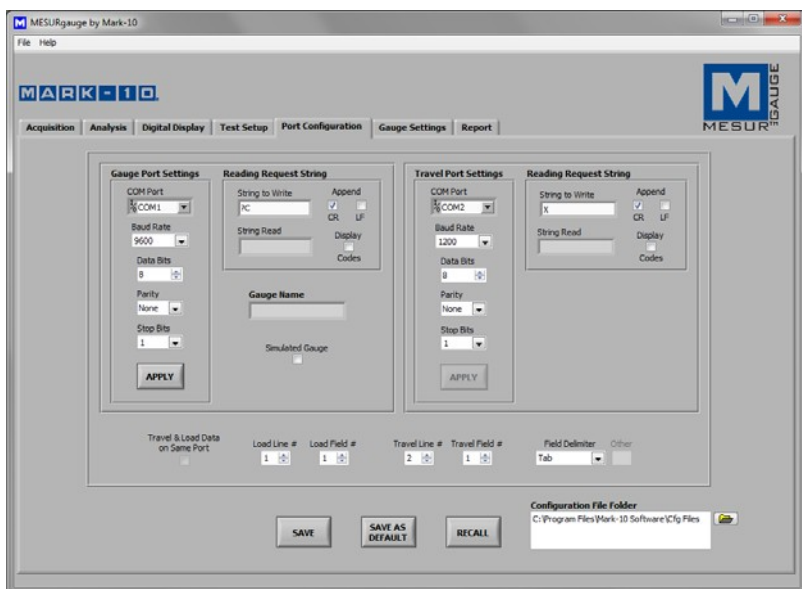 MESURgauge by Mark-10
File Help
MARK-10
M
MESUR™ GAUGE
Acquisition Analysis Digital Display Test Setup Port Configuration Gauge Settings Report
Gauge Port Settings
COM Port
COM1
Baud Rate
9600
Data Bits
8
Parity
None
Stop Bits
1
APPLY
Reading Request String
String to Write
?C
Append
CR LF
String Read
Display
Codes
Gauge Name
Simulated Gauge
Travel Port Settings
COM Port
COM2
Baud Rate
1200
Data Bits
8
Parity
None
Stop Bits
1
APPLY
Reading Request String
String to Write
X
Append
CR LF
String Read
Display
Codes
Travel & Load Data
on Same Port
Load Line # Load Field #
1 1
Travel Line # Travel Field #
2 1
Field Delimiter Other
Tab
SAVE
SAVE AS
DEFAULT
RECALL
Configuration File Folder
C:\Program Files\Mark-10 Software\Cfg Files